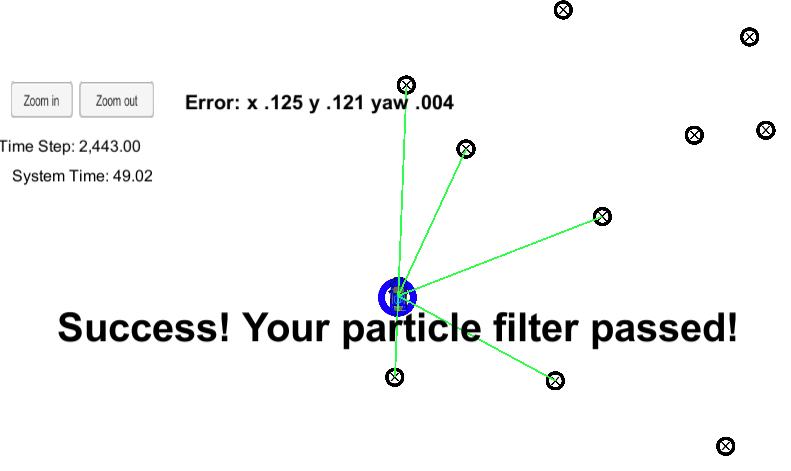 Zoom in Zoom out Error: x .125 y .121 yaw .004
Time Step: 2,443.00
System Time: 49.02
Success! Your particle filter passed!